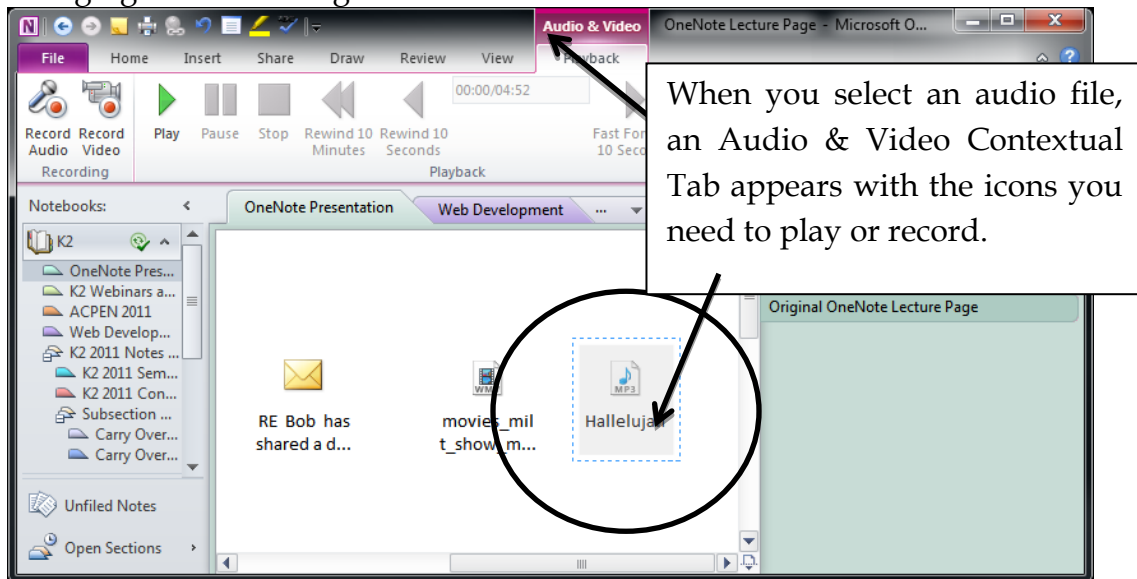 Audio & Video OneNote Lecture Page - Microsoft O...
File Home Insert Share Draw Review View Playback
00:00/04:52
Record Audio
Record Video
Play
Pause
Stop
Rewind 10 Minutes
Rewind 10 Seconds
Recording
Playback
When you select an audio file,
an Audio & Video Contextual
Tab appears with the icons you
need to play or record.
Notebooks:
OneNote Presentation
Web Development
...
K2
OneNote Pres...
K2 Webinars a...
ACPEN 2011
Web Develop...
K2 2011 Notes ...
K2 2011 Sem...
K2 2011 Con...
Subsection ...
Carry Over...
Carry Over...
Unfiled Notes
Open Sections
RE Bob has
shared a d...
WMV
movies_mil
t_show_m...
MP3
Hallelujah
Original OneNote Lecture Page